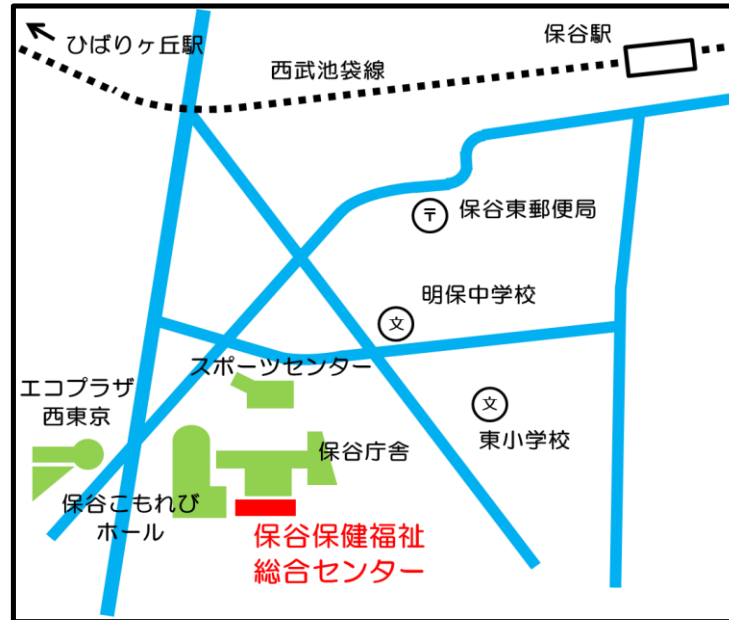 ひばりヶ丘駅
保谷駅
西武池袋線
〒
保谷東郵便局
明保中学校
文
スポーツセンター
エコプラザ
西東京
文
東小学校
保谷庁舎
保谷こもれび
ホール
保谷保健福祉
総合センター